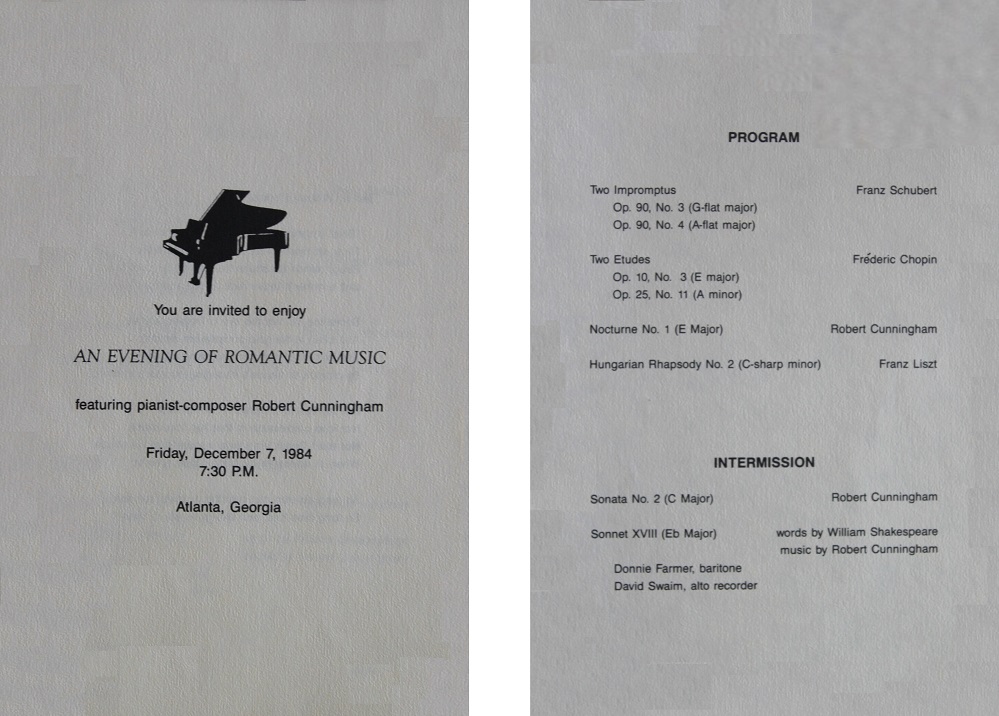 You are invited to enjoy
AN EVENING OF ROMANTIC MUSIC
featuring pianist-composer Robert Cunningham
Friday, December 7, 1984
7:30 P.M.
Atlanta, Georgia
PROGRAM
Two Impromptus Franz Schubert
Op. 90, No. 3 (G-flat major)
Op. 90, No. 4 (A-flat major)
Two Etudes Fréderic Chopin
Op. 10, No. 3 (E major)
Op. 25, No. 11 (A minor)
Nocturne No. 1 (E Major) Robert Cunningham
Hungarian Rhapsody No. 2 (C-sharp minor) Franz Liszt
INTERMISSION
Sonata No. 2 (C Major) Robert Cunningham
Sonnet XVIII (Eb Major) words by William Shakespeare
music by Robert Cunningham
Donnie Farmer, baritone
David Swaim, alto recorder